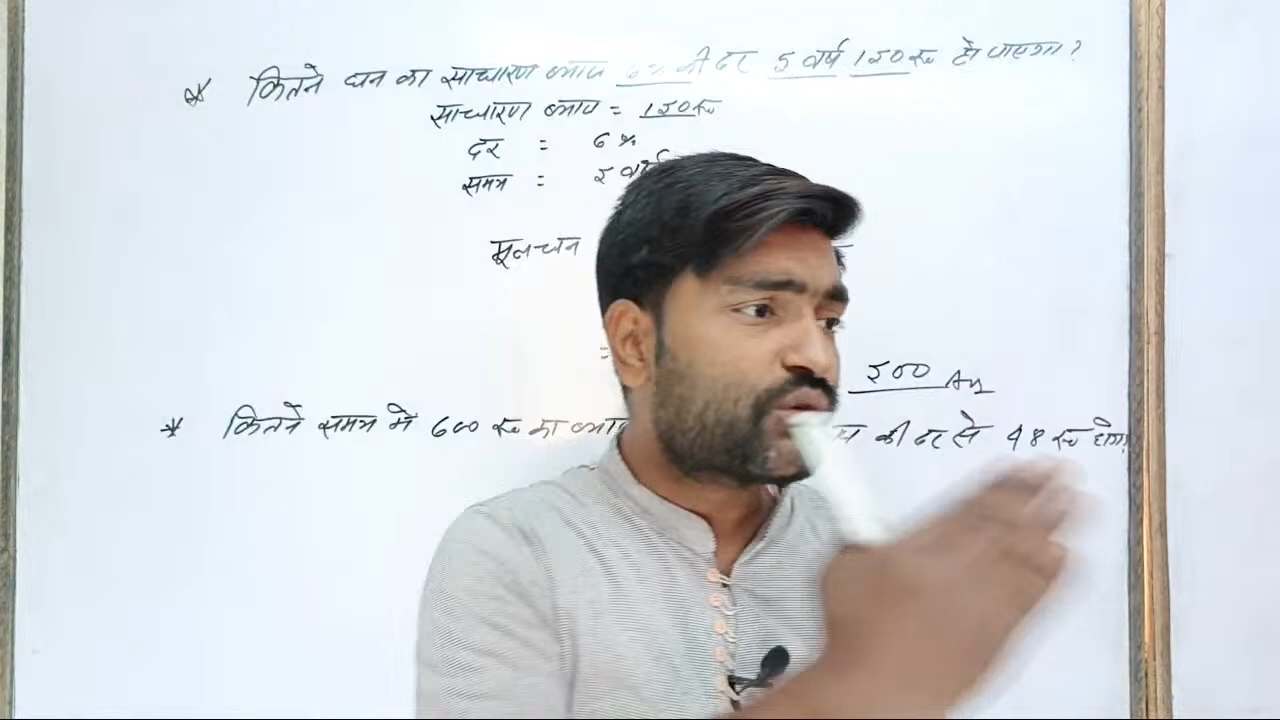 * कितने धन का साधारण ब्याज 6% की दर 5 वर्ष 150 रु हो जाएगा?
साधारण ब्याज = 150 रु
दर = 6%
समय = 5 वर्ष
मूलधन
=
500 Ans
* कितने समय मे 600 रु का ब्याज की दर से 48 रु होगा?